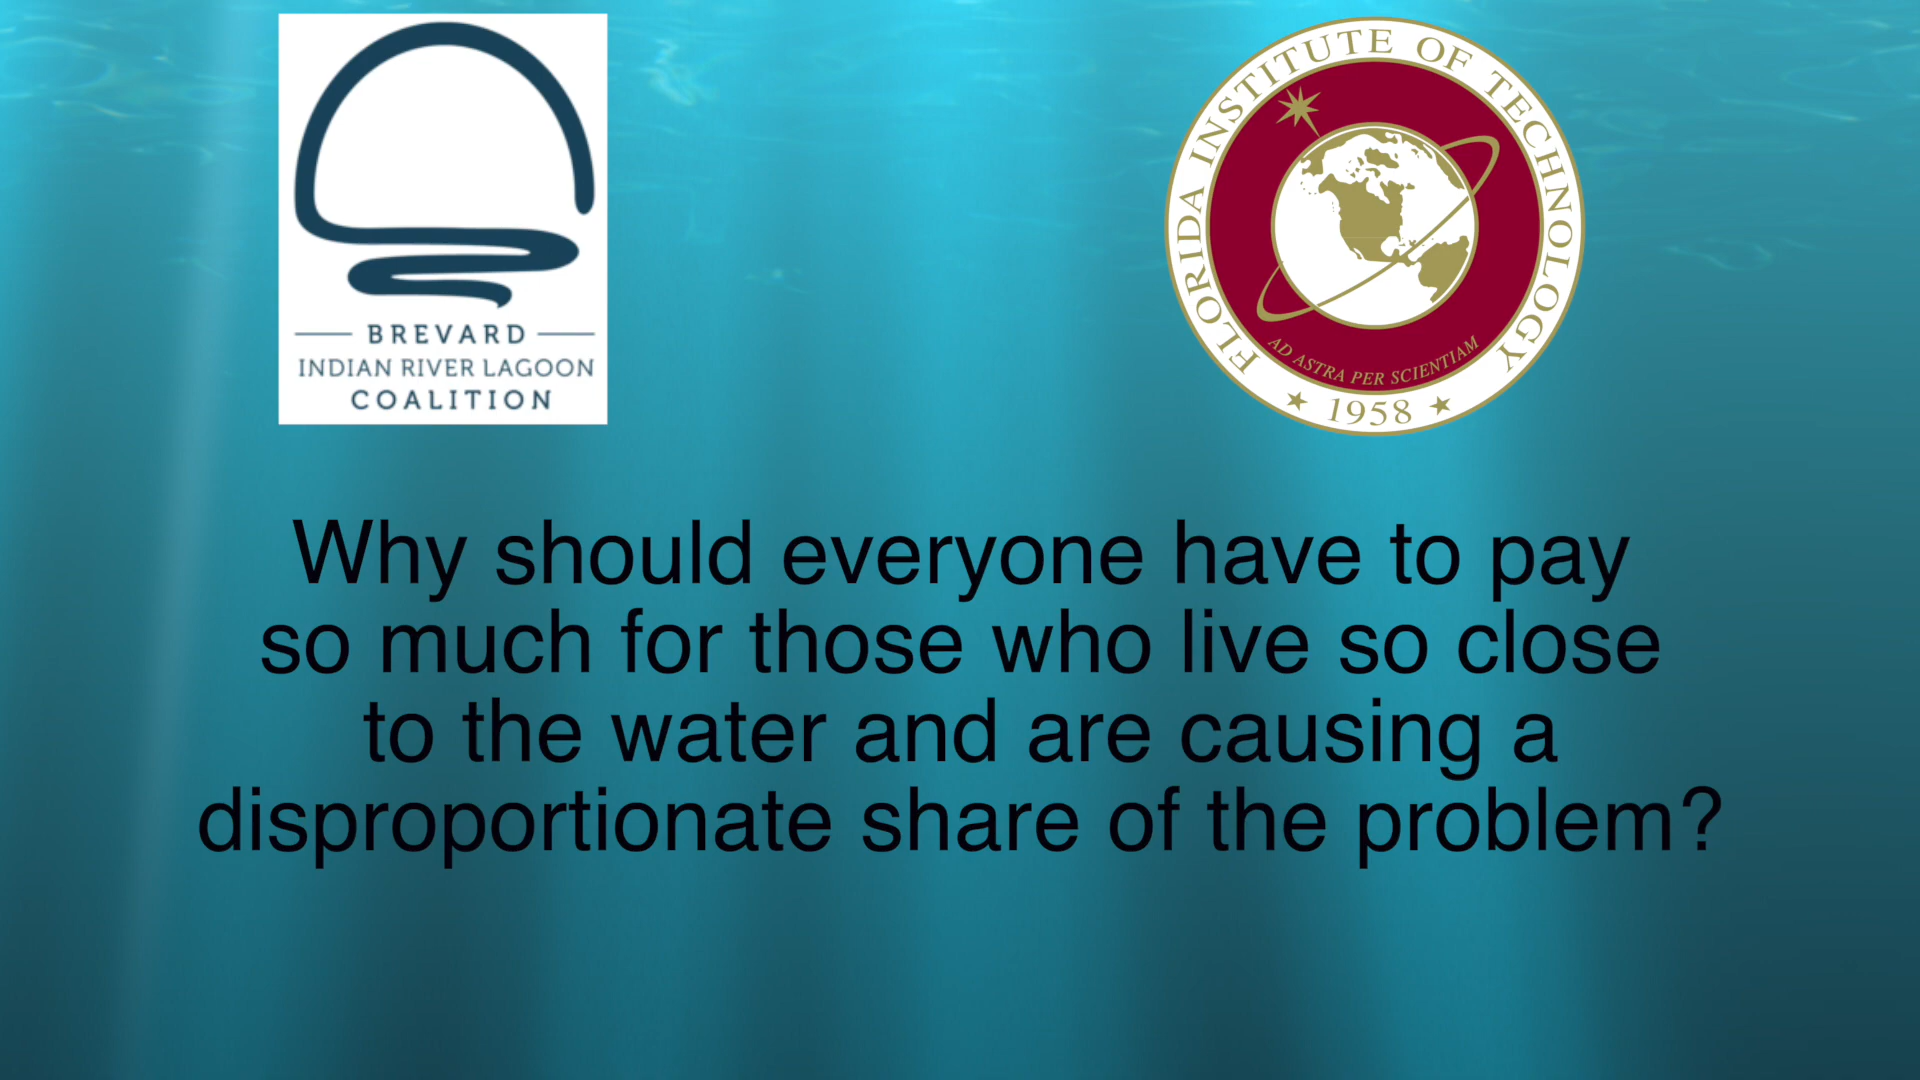 BREVARD
INDIAN RIVER LAGOON
COALITION
FLORIDA INSTITUTE OF TECHNOLOGY
AD ASTRA PER SCIENTIAM
1958
Why should everyone have to pay
so much for those who live so close
to the water and are causing a
disproportionate share of the problem?